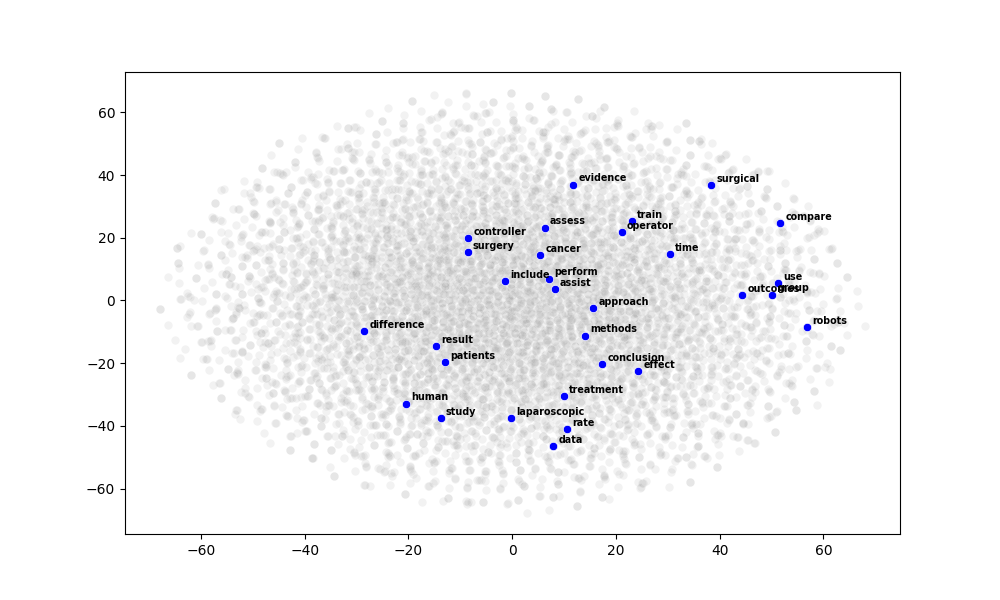 60
40
20
0
−20
−40
−60
−60
−40
−20
0
20
40
60
evidence
surgical
train
compare
assess
operator
controller
surgery
cancer
time
include
perform
assist
use
outcomes
group
approach
robots
difference
methods
result
patients
conclusion
effect
treatment
human
study
laparoscopic
rate
data